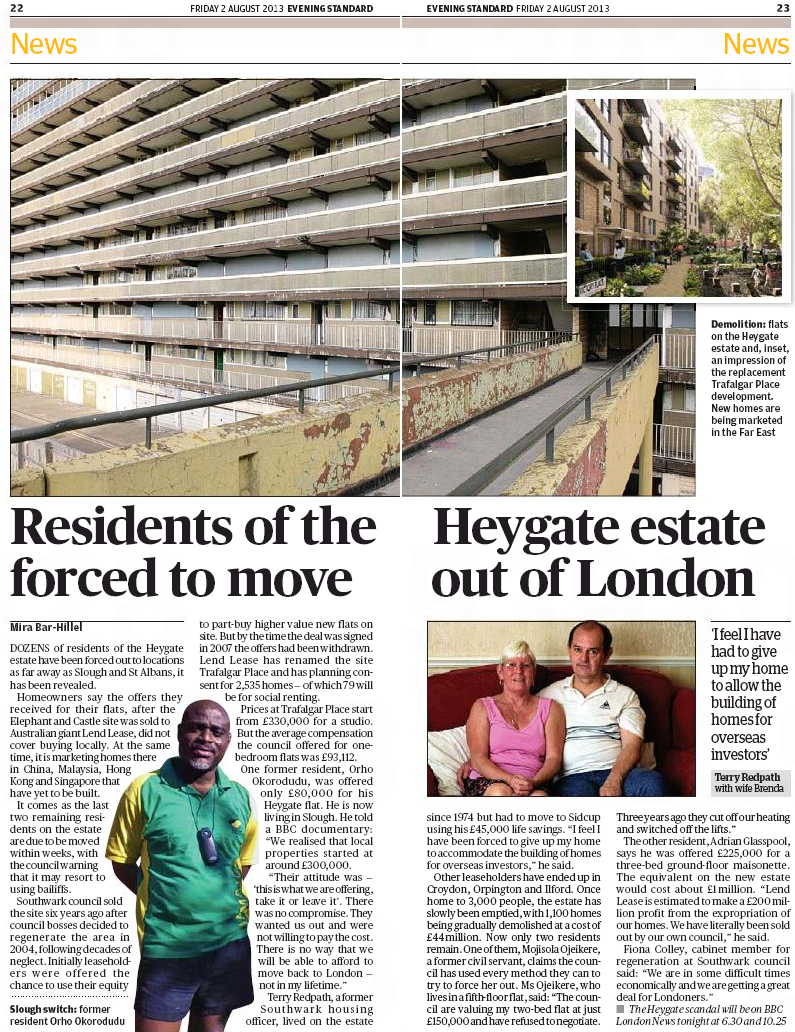 22
FRIDAY 2 AUGUST 2013 EVENING STANDARD
EVENING STANDARD FRIDAY 2 AUGUST 2013
23
News
News
Demolition: flats
on the Heygate
estate and, inset,
an impression of
the replacement
Trafalgar Place
development.
New homes are
being marketed
in the Far East
Residents of the Heygate estate
forced to move out of London
Mira Bar-Hillel
DOZENS of residents of the Heygate
estate have been forced out to locations
as far away as Slough and St Albans, it
has been revealed.
Homeowners say the offers they
received for their flats, after the
Elephant and Castle site was sold to
Australian giant Lend Lease, did not
cover buying locally. At the same
time, it is marketing homes there
in China, Malaysia, Hong
Kong and Singapore that
have yet to be built.
It comes as the last
two remaining resi-
dents on the estate
are due to be moved
within weeks, with
the council warning
that it may resort to
using bailiffs.
Southwark council sold
the site six years ago after
council bosses decided to
regenerate the area in
2004, following decades of
neglect. Initially leasehold-
ers were offered the
chance to use their equity
Slough switch: former
resident Orho Okorodudu
to part-buy higher value new flats on
site. But by the time the deal was signed
in 2007 the offers had been withdrawn.
Lend Lease has renamed the site
Trafalgar Place and has planning con-
sent for 2,535 homes – of which 79 will
be for social renting.
Prices at Trafalgar Place start
from £330,000 for a studio.
But the average compensation
the council offered for one-
bedroom flats was £93,112.
One former resident, Orho
Okorodudu, was offered
only £80,000 for his
Heygate flat. He is now
living in Slough. He told
a BBC documentary:
“We realised that local
properties started at
around £300,000.
“Their attitude was –
‘this is what we are offering,
take it or leave it’. There
was no compromise. They
wanted us out and were
not willing to pay the cost.
There is no way that we
will be able to afford to
move back to London –
not in my lifetime.”
Terry Redpath, a former
Southwark housing
officer, lived on the estate
‘I feel I have
had to give
up my home
to allow the
building of
homes for
overseas
investors’
Terry Redpath
with wife Brenda
since 1974 but had to move to Sidcup
using his £45,000 life savings. “I feel I
have been forced to give up my home
to accommodate the building of homes
for overseas investors,” he said.
Other leaseholders have ended up in
Croydon, Orpington and Ilford. Once
home to 3,000 people, the estate has
slowly been emptied, with 1,100 homes
being gradually demolished at a cost of
£44 million. Now only two residents
remain. One of them, Mojisola Ojeikere,
a former civil servant, claims the coun-
cil has used every method they can to
try to force her out. Ms Ojeikere, who
lives in a fifth-floor flat, said: “The coun-
cil are valuing my two-bed flat at just
£150,000 and have refused to negotiate.
Three years ago they cut off our heating
and switched off the lifts.”
The other resident, Adrian Glasspool,
says he was offered £225,000 for a
three-bed ground-floor maisonette.
The equivalent on the new estate
would cost about £1 million. “Lend
Lease is estimated to make a £200 mil-
lion profit from the expropriation of
our homes. We have literally been sold
out by our own council,” he said.
Fiona Colley, cabinet member for
regeneration at Southwark council
said: “We are in some difficult times
economically and we are getting a great
deal for Londoners.”
■ The Heygate scandal will be on BBC
London News tonight at 6.30 and 10.25